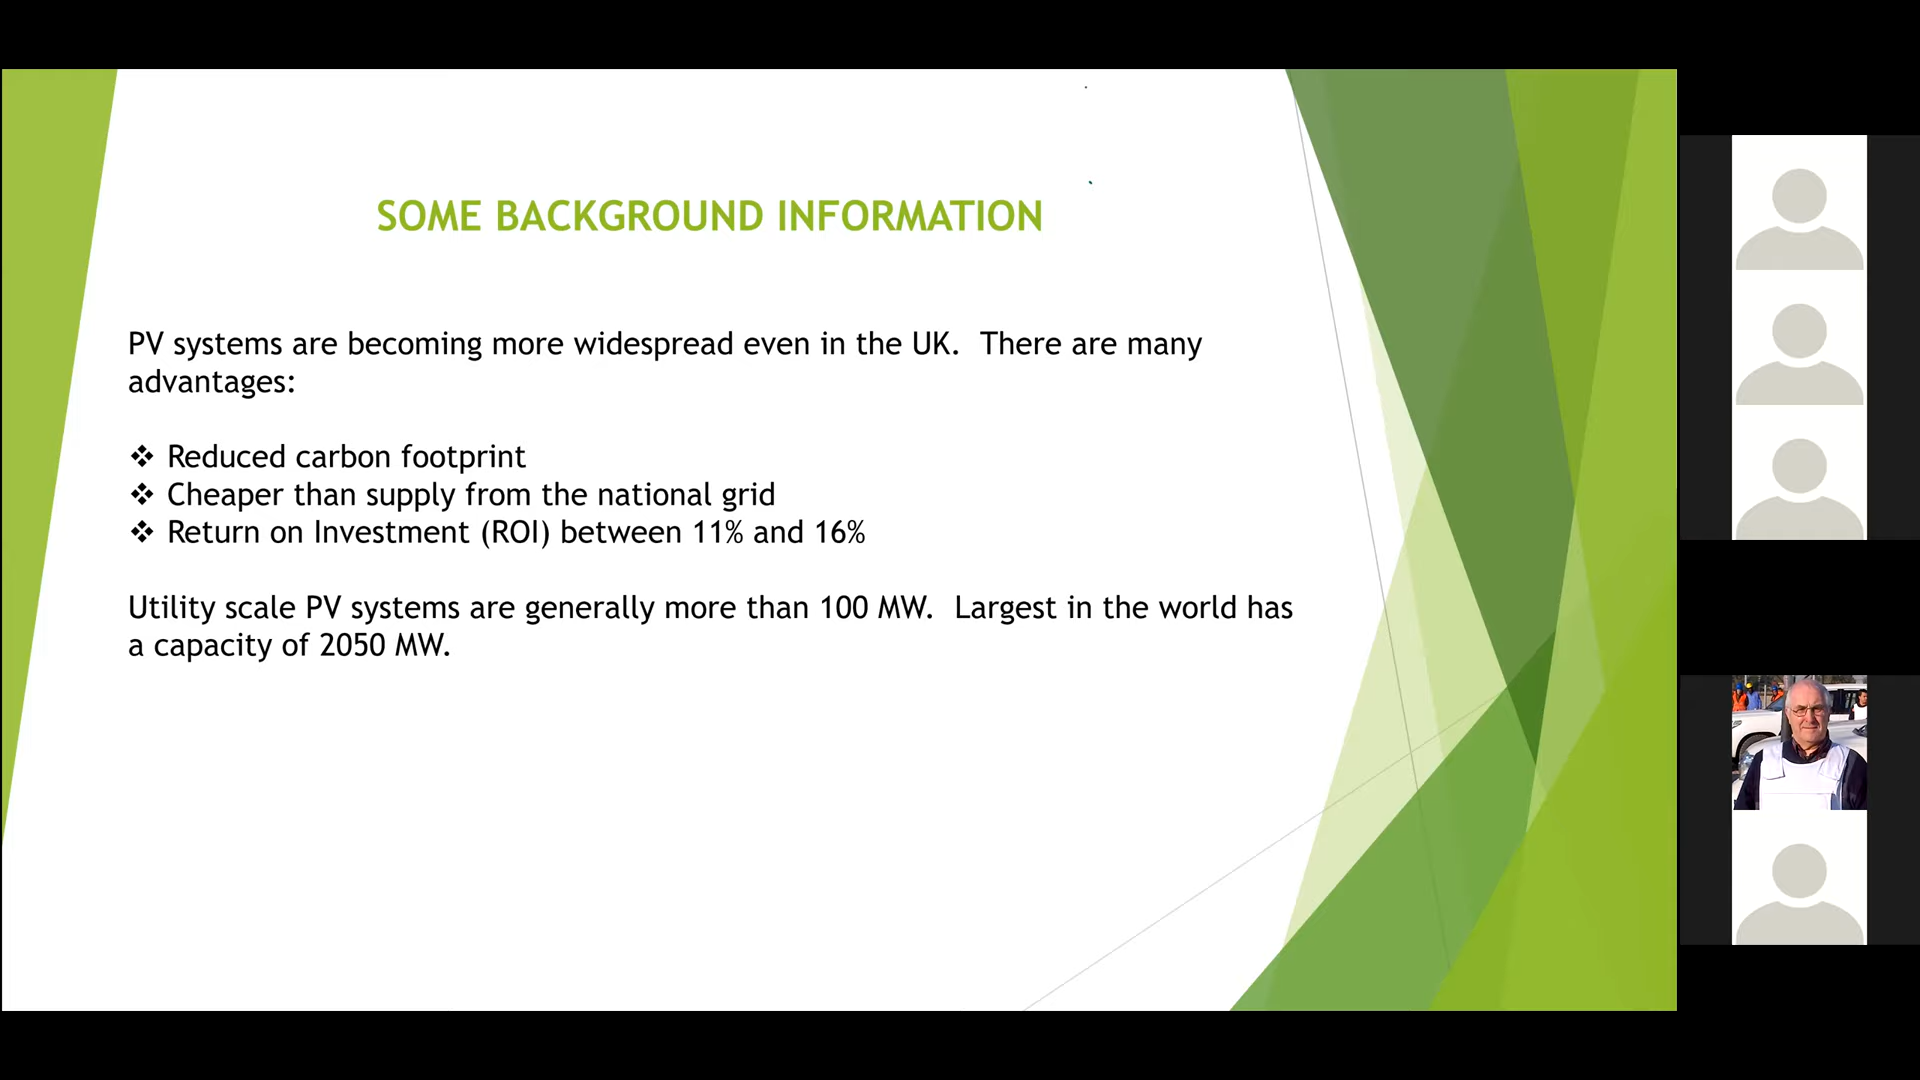 SOME BACKGROUND INFORMATION
PV systems are becoming more widespread even in the UK.  There are many
advantages:
❖ Reduced carbon footprint
❖ Cheaper than supply from the national grid
❖ Return on Investment (ROI) between 11% and 16%
Utility scale PV systems are generally more than 100 MW.  Largest in the world has
a capacity of 2050 MW.